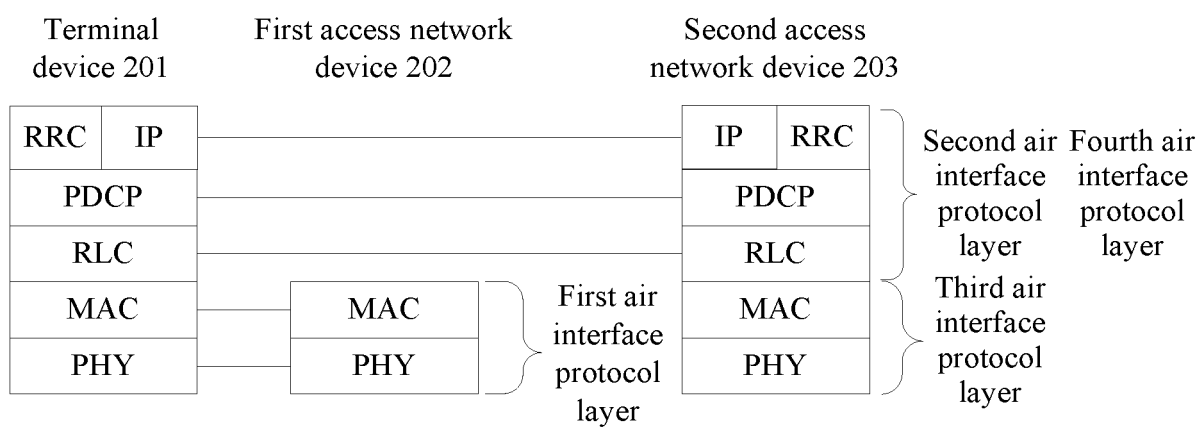 Terminal
device 201
First access network
device 202
Second access
network device 203
RRC IP
PDCP
RLC
MAC
PHY
MAC
PHY
First air
interface
protocol
layer
IP RRC
PDCP
RLC
MAC
PHY
Second air
interface
protocol
layer
Fourth air
interface
protocol
layer
Third air
interface
protocol
layer